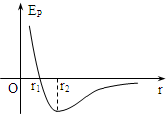 Eₚ
O r₁ r₂ r